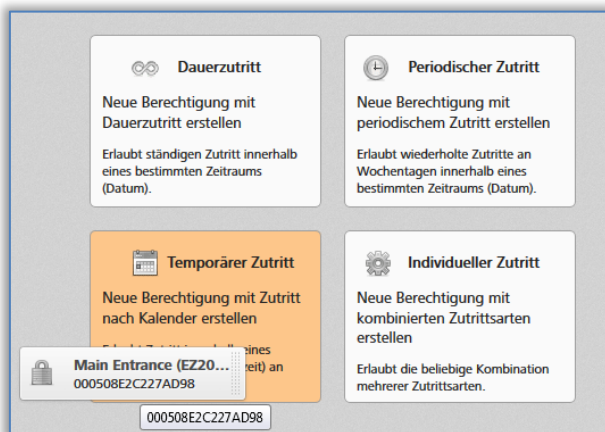 Dauerzutritt
Neue Berechtigung mit
Dauerzutritt erstellen
Erlaubt ständigen Zutritt innerhalb
eines bestimmten Zeitraums
(Datum).
Periodischer Zutritt
Neue Berechtigung mit
periodischem Zutritt erstellen
Erlaubt wiederholte Zutritte an
Wochentagen innerhalb eines
bestimmten Zeitraums (Datum).
Temporärer Zutritt
Neue Berechtigung mit Zutritt
nach Kalender erstellen
eines
zeit) an
Main Entrance (EZ20...
000508E2C227AD98
000508E2C227AD98
Individueller Zutritt
Neue Berechtigung mit
kombinierten Zutrittsarten
erstellen
Erlaubt die beliebige Kombination
mehrerer Zutrittsarten.